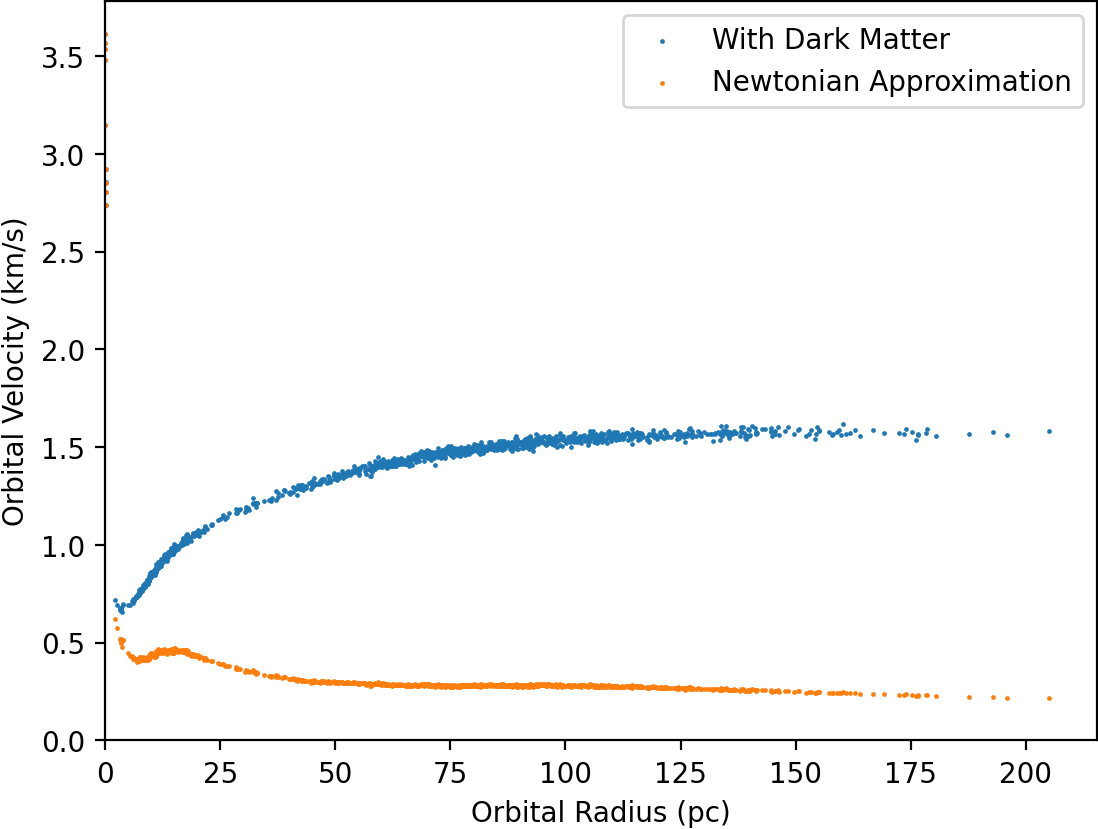 With Dark Matter
Newtonian Approximation
Orbital Velocity (km/s)
3.5
3.0
2.5
2.0
1.5
1.0
0.5
0.0
0 25 50 75 100 125 150 175 200
Orbital Radius (pc)